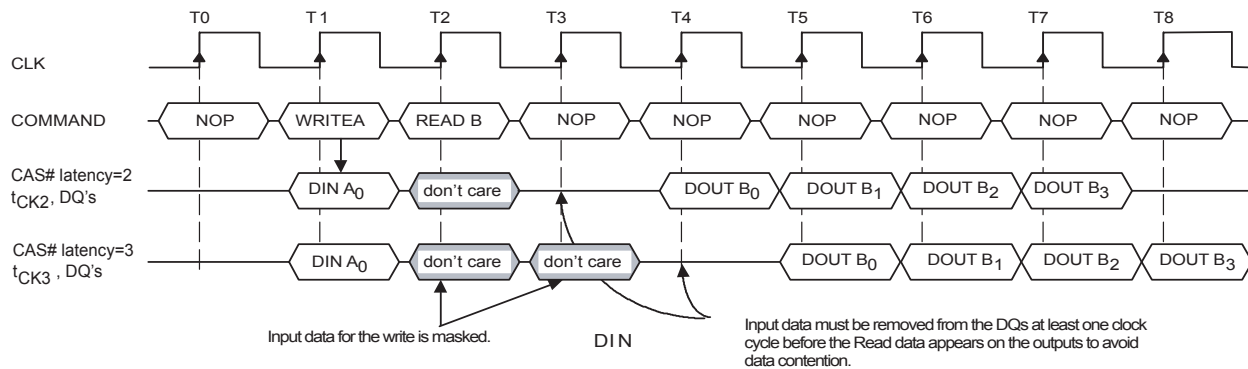 T0 T1 T2 T3 T4 T5 T6 T7 T8
CLK
COMMAND NOP WRITEA READ B NOP NOP NOP NOP NOP NOP
CAS# latency=2
tCK2, DQ's DIN A0 don't care DOUT B0 DOUT B1 DOUT B2 DOUT B3
CAS# latency=3
tCK3 , DQ's DIN A0 don't care don't care DOUT B0 DOUT B1 DOUT B2 DOUT B3
Input data for the write is masked.
DIN
Input data must be removed from the DQs at least one clock
cycle before the Read data appears on the outputs to avoid
data contention.